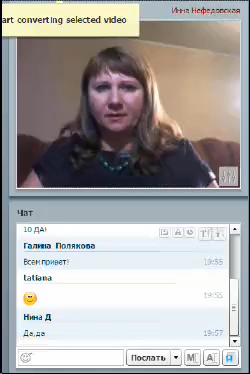 Инна Нефедовская
art converting selected video
Чат
10 ДА!
Галина Полякова
Всем привет! 19:55
tatiana
19:55
Нина Д
Да,да 19:57
Послать